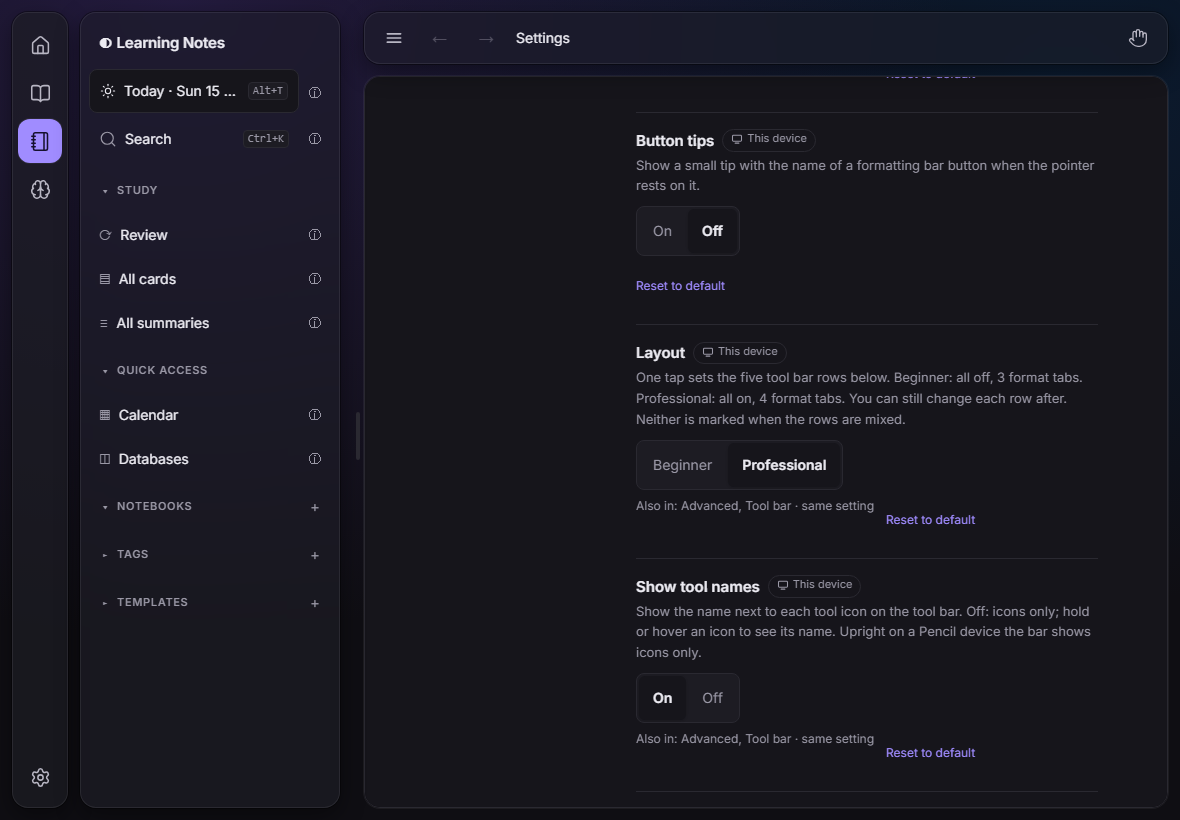 Learning Notes
Today · Sun 15 ... Alt+T
Search Ctrl+K
STUDY
Review
All cards
All summaries
QUICK ACCESS
Calendar
Databases
NOTEBOOKS +
TAGS +
TEMPLATES +
Settings
Button tips This device
Show a small tip with the name of a formatting bar button when the pointer
rests on it.
On Off
Reset to default
Layout This device
One tap sets the five tool bar rows below. Beginner: all off, 3 format tabs.
Professional: all on, 4 format tabs. You can still change each row after.
Neither is marked when the rows are mixed.
Beginner Professional
Also in: Advanced, Tool bar · same setting
Reset to default
Show tool names This device
Show the name next to each tool icon on the tool bar. Off: icons only; hold
or hover an icon to see its name. Upright on a Pencil device the bar shows
icons only.
On Off
Also in: Advanced, Tool bar · same setting
Reset to default